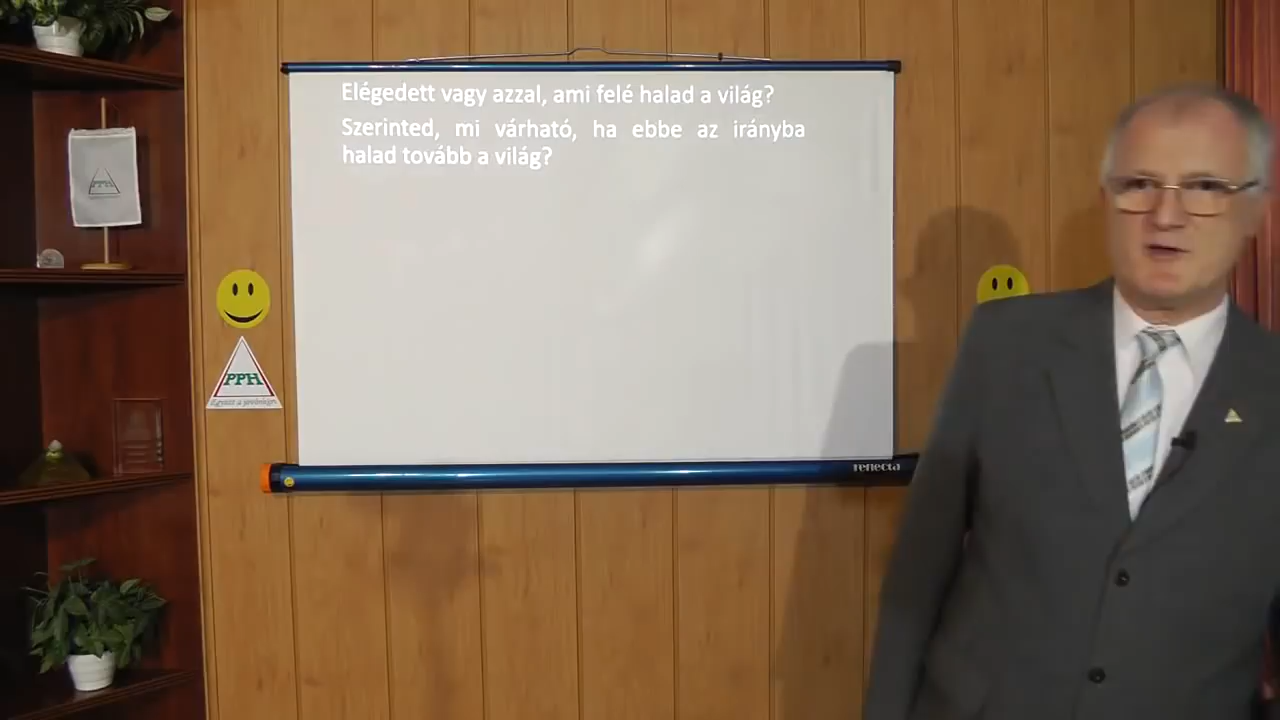 Elégedett vagy azzal, ami felé halad a világ?
Szerinted, mi várható, ha ebbe az irányba
halad tovább a világ?
PPH
reflecta